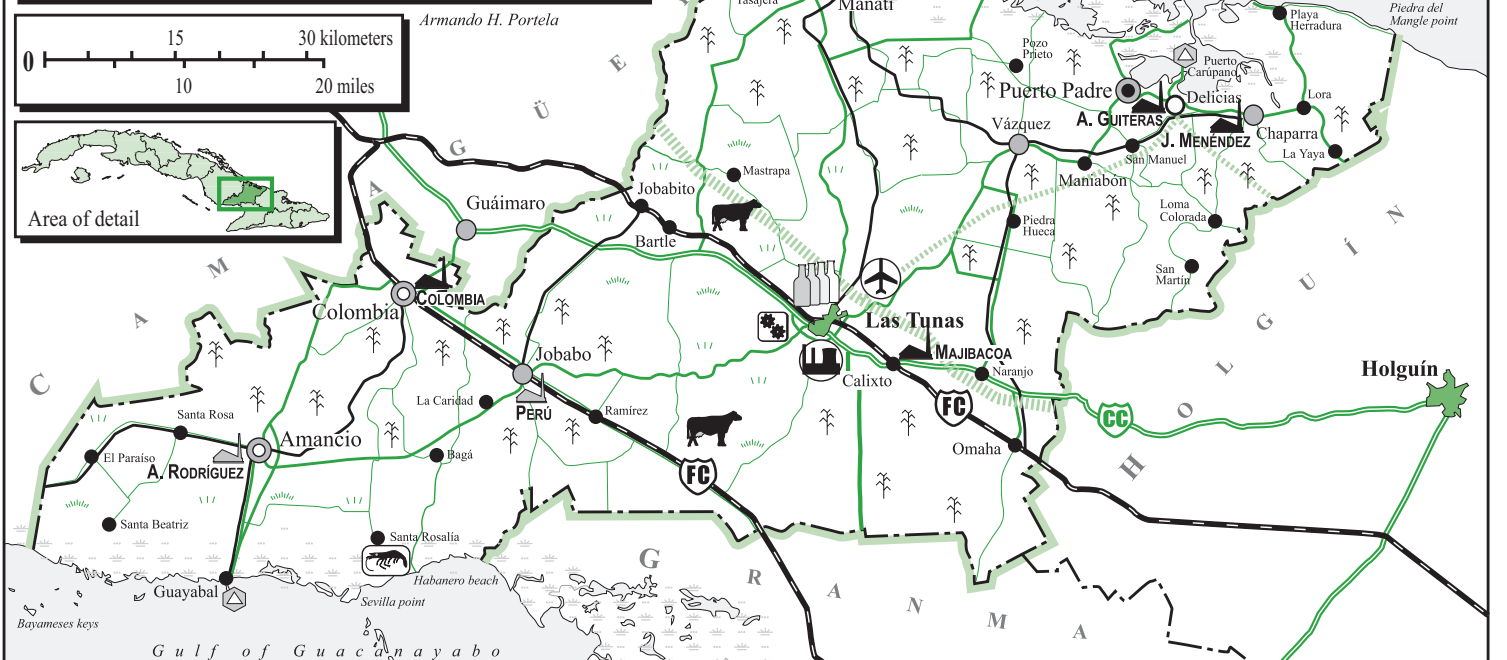 Armando H. Portela
0
15
30 kilometers
10
20 miles
Area of detail
Manatí
Piedra del
Mangle point
Playa
Herradura
Pozo
Prieto
Puerto
Carúpano
Puerto Padre
Delicias
Lora
A. GUITERAS
J. MENÉNDEZ
Chaparra
La Yaya
Vázquez
San Manuel
Maniabón
Mastrapa
Jobabito
Bartle
Guáimaro
Loma
Colorada
Piedra
Hueca
San
Martín
C A M A G Ü E
Colombia
COLOMBIA
Las Tunas
MAJIBACOA
Calixto
Naranjo
Holguín
H O L G U Í N
Jobabo
La Caridad
PERÚ
Ramírez
FC
CC
Omaha
Santa Rosa
Amancio
El Paraíso
A. RODRÍGUEZ
Bagá
FC
Santa Beatriz
Santa Rosalía
Habanero beach
Guayabal
Sevilla point
Bayameses keys
G R A N M A
Gulf of Guacanayabo